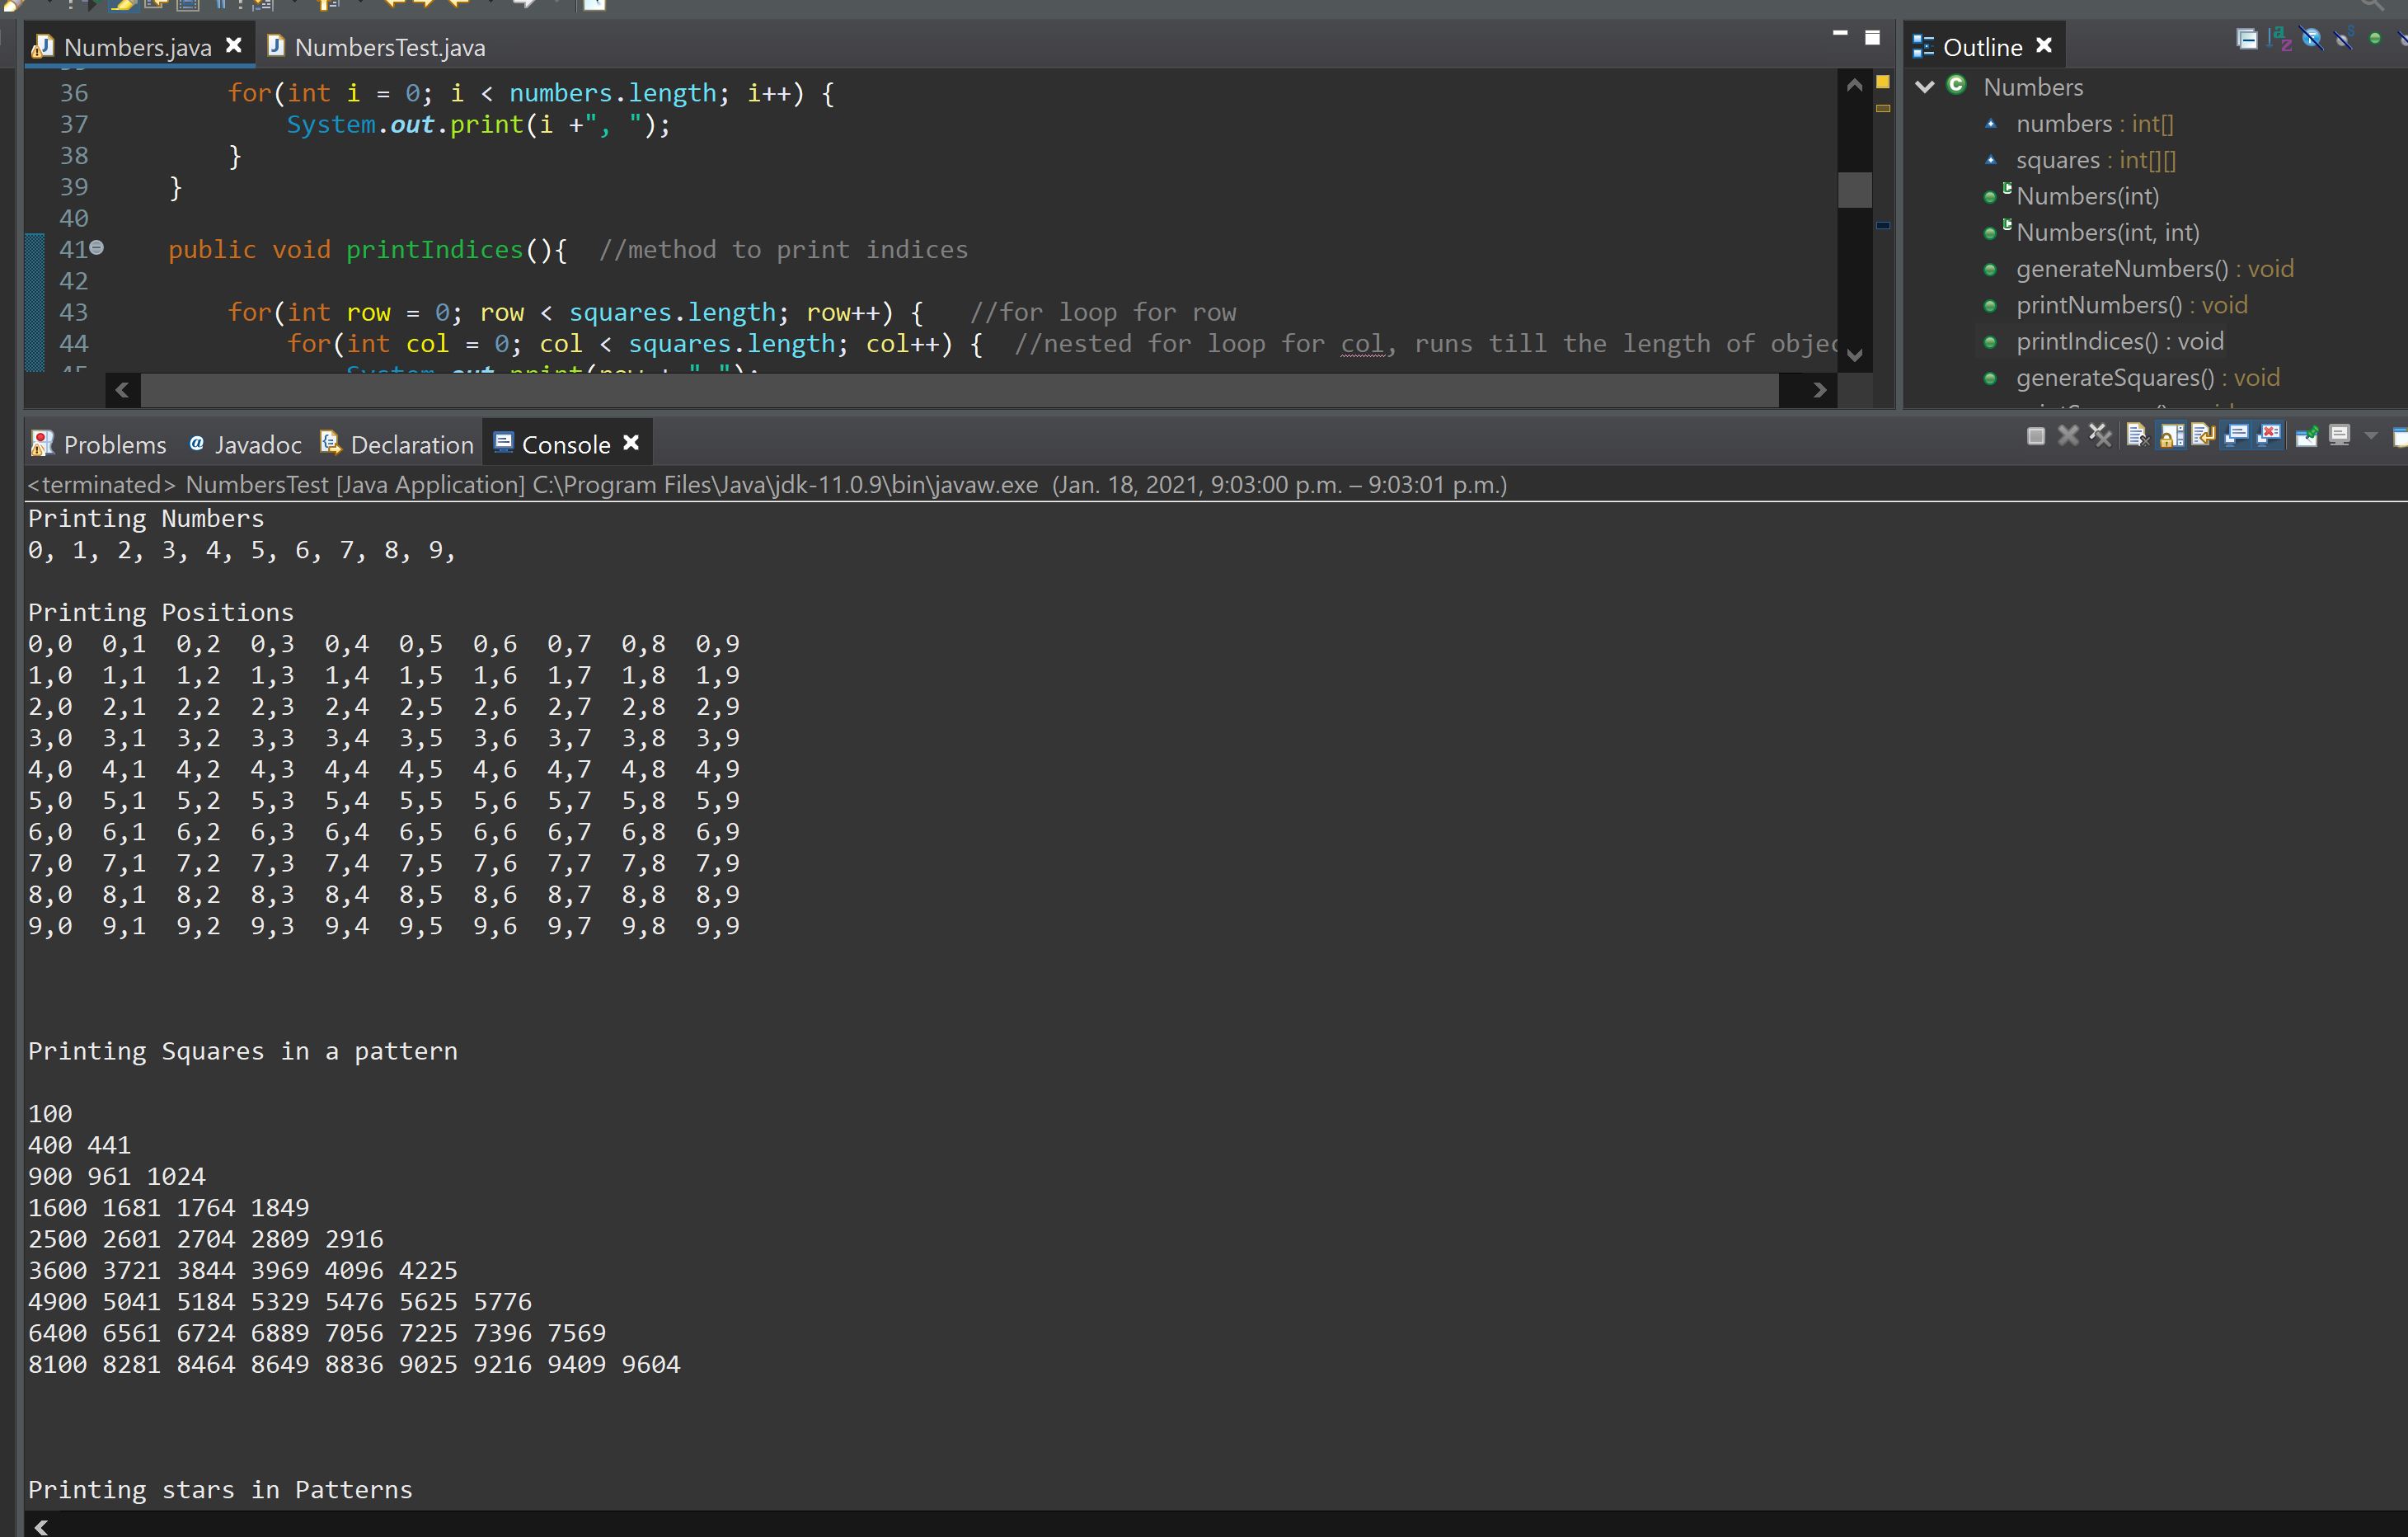 Numbers.java
NumbersTest.java
36 for(int i = 0; i < numbers.length; i++) {
37 System.out.print(i +", ");
38 }
39 }
40
41 public void printIndices(){ //method to print indices
42
43 for(int row = 0; row < squares.length; row++) { //for loop for row
44 for(int col = 0; col < squares.length; col++) { //nested for loop for col, runs till the length of objec
Outline
Numbers
numbers : int[]
squares : int[][]
Numbers(int)
Numbers(int, int)
generateNumbers() : void
printNumbers() : void
printIndices() : void
generateSquares() : void
Problems @ Javadoc Declaration Console
<terminated> NumbersTest [Java Application] C:\Program Files\Java\jdk-11.0.9\bin\javaw.exe (Jan. 18, 2021, 9:03:00 p.m. – 9:03:01 p.m.)
Printing Numbers
0, 1, 2, 3, 4, 5, 6, 7, 8, 9,
Printing Positions
0,0 0,1 0,2 0,3 0,4 0,5 0,6 0,7 0,8 0,9
1,0 1,1 1,2 1,3 1,4 1,5 1,6 1,7 1,8 1,9
2,0 2,1 2,2 2,3 2,4 2,5 2,6 2,7 2,8 2,9
3,0 3,1 3,2 3,3 3,4 3,5 3,6 3,7 3,8 3,9
4,0 4,1 4,2 4,3 4,4 4,5 4,6 4,7 4,8 4,9
5,0 5,1 5,2 5,3 5,4 5,5 5,6 5,7 5,8 5,9
6,0 6,1 6,2 6,3 6,4 6,5 6,6 6,7 6,8 6,9
7,0 7,1 7,2 7,3 7,4 7,5 7,6 7,7 7,8 7,9
8,0 8,1 8,2 8,3 8,4 8,5 8,6 8,7 8,8 8,9
9,0 9,1 9,2 9,3 9,4 9,5 9,6 9,7 9,8 9,9
Printing Squares in a pattern
100
400 441
900 961 1024
1600 1681 1764 1849
2500 2601 2704 2809 2916
3600 3721 3844 3969 4096 4225
4900 5041 5184 5329 5476 5625 5776
6400 6561 6724 6889 7056 7225 7396 7569
8100 8281 8464 8649 8836 9025 9216 9409 9604
Printing stars in Patterns